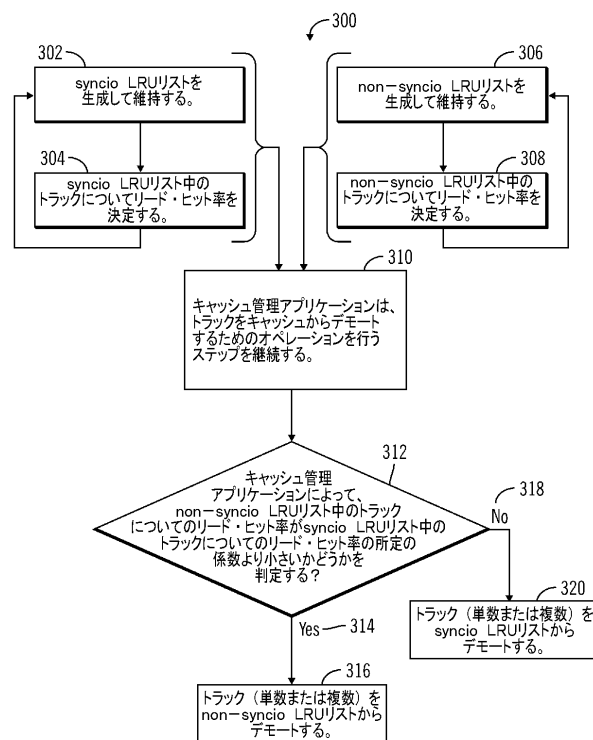 300
302
syncio LRUリストを
生成して維持する。
304
syncio LRUリスト中の
トラックについてリード・ヒット率を
決定する。
306
non－syncio LRUリストを
生成して維持する。
308
non－syncio LRUリスト中の
トラックについてリード・ヒット率を
決定する。
310
キャッシュ管理アプリケーションは、
トラックをキャッシュからデモート
するためのオペレーションを行う
ステップを継続する。
312
キャッシュ管理
アプリケーションによって、
non－syncio LRUリスト中のトラック
についてのリード・ヒット率がsyncio LRUリスト中の
トラックについてのリード・ヒット率の所定の
係数より小さいかどうかを
判定する？
318
No
320
トラック（単数または複数）を
syncio LRUリストから
デモートする。
Yes
314
316
トラック（単数または複数）を
non－syncio LRUリストから
デモートする。